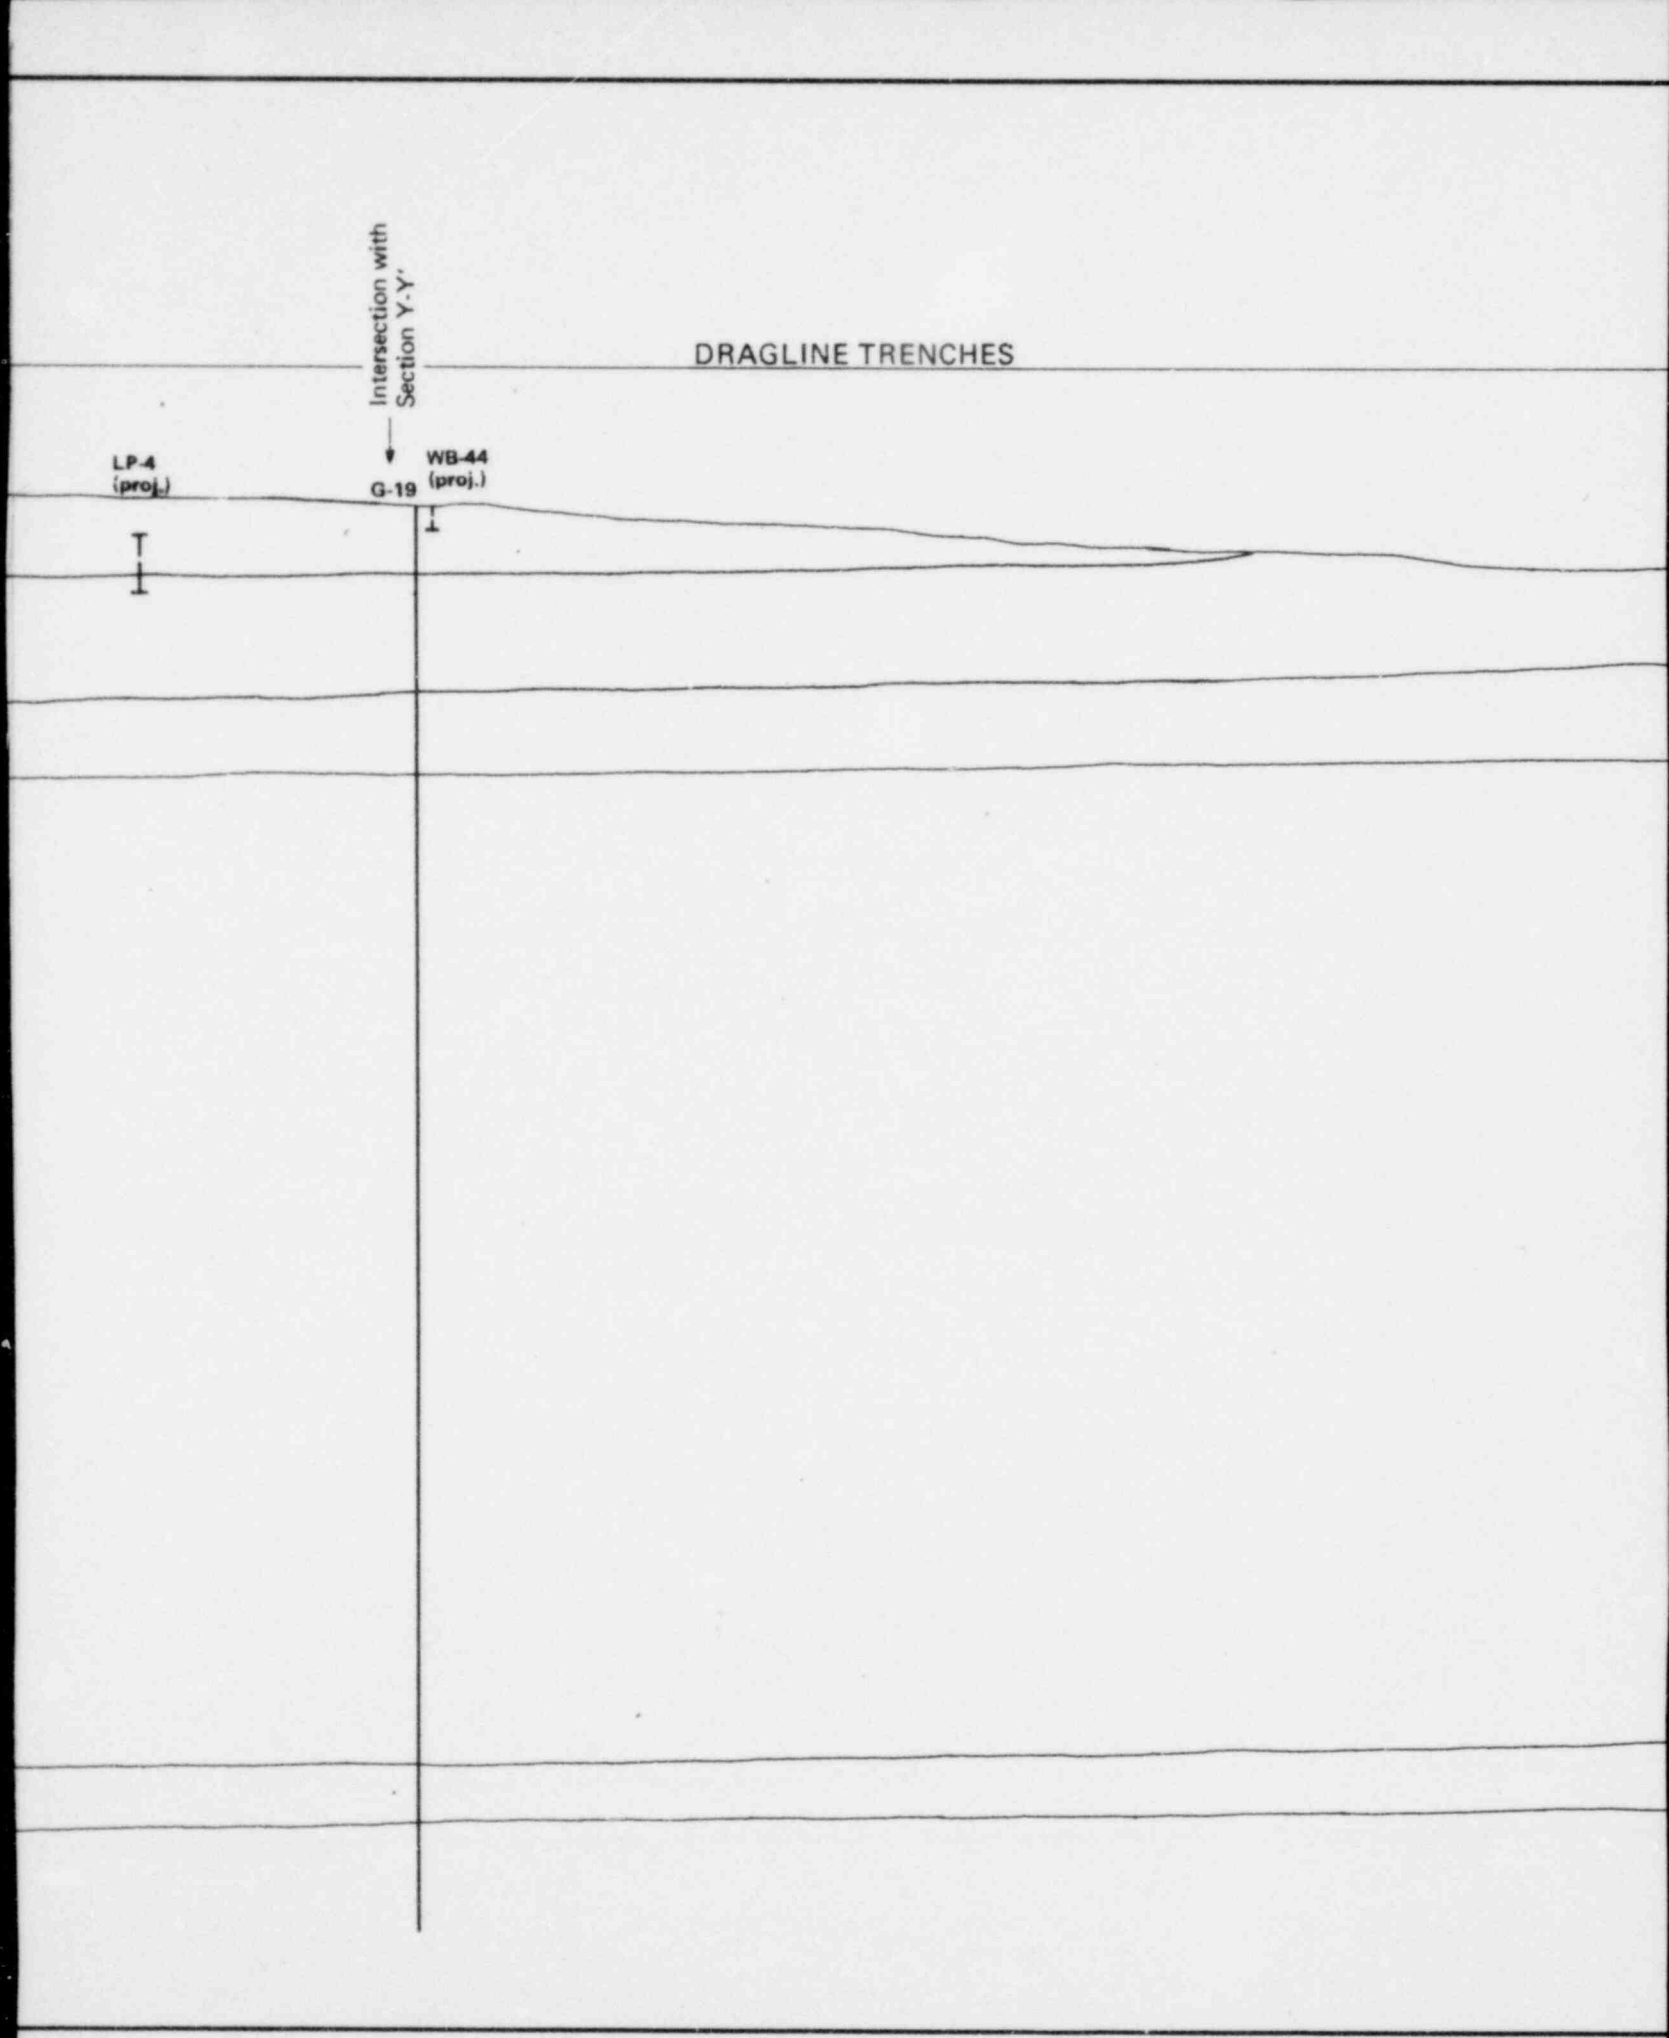 Intersection with
Section Y-Y'
DRAGLINE TRENCHES
LP-4
(proj.)
G-19
WB-44
(proj.)